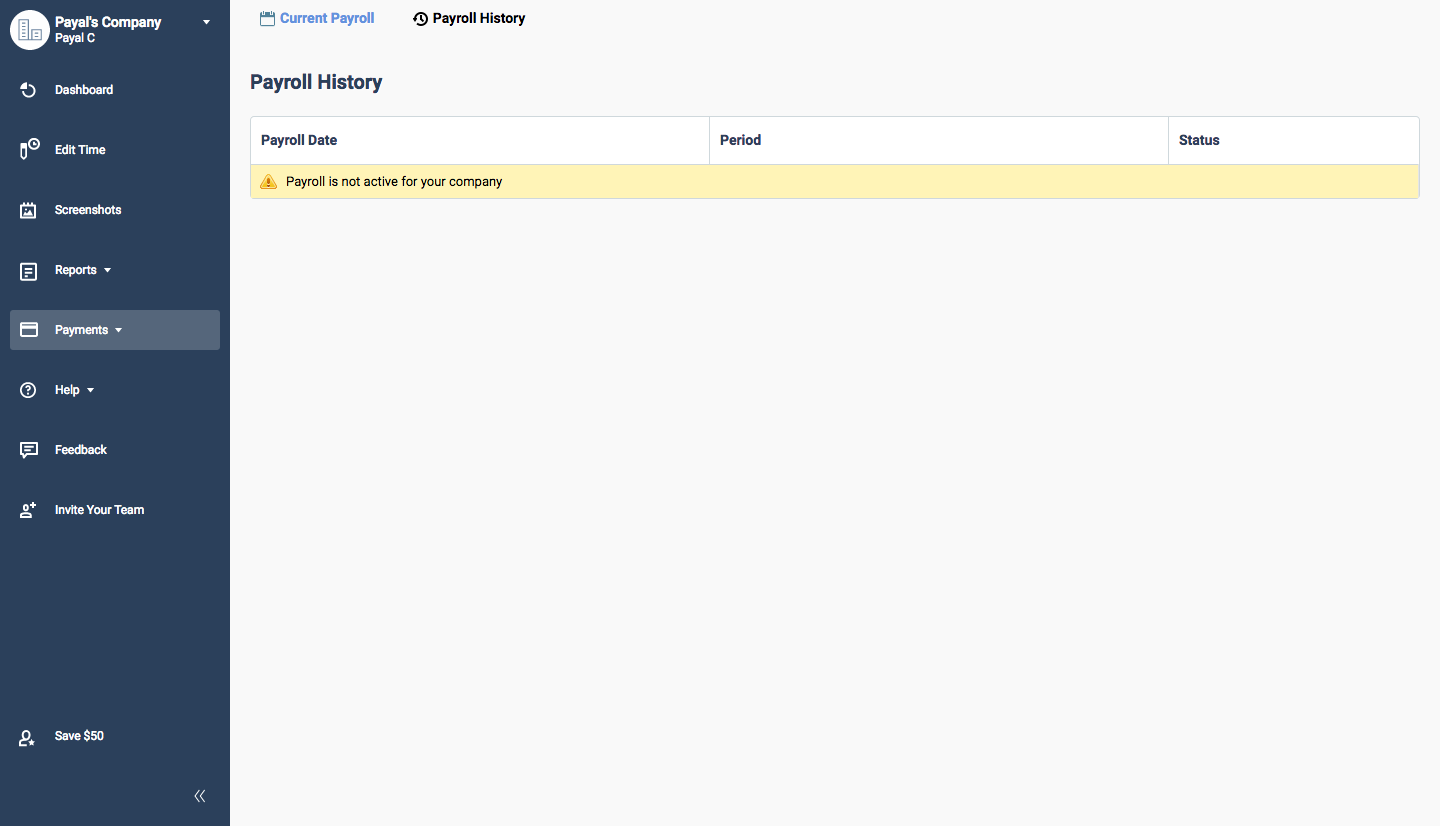 Payal's Company
Payal C
Dashboard
Edit Time
Screenshots
Reports
Payments
Help
Feedback
Invite Your Team
Save $50
Current Payroll
Payroll History
Payroll History
Payroll Date
Period
Status
Payroll is not active for your company